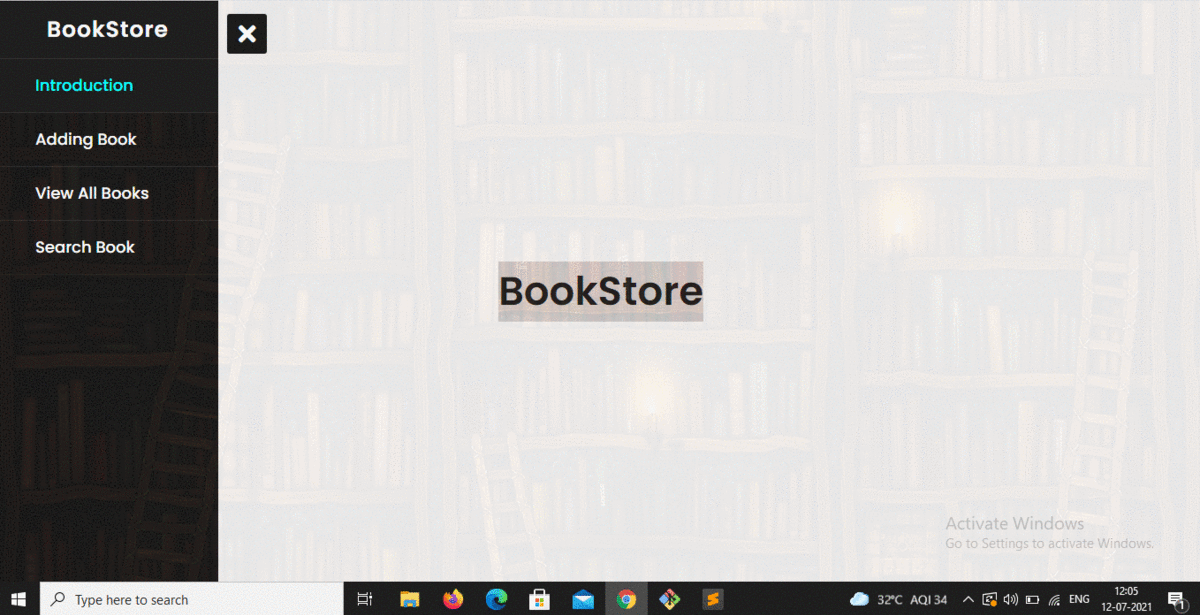 BookStore
Introduction
Adding Book
View All Books
Search Book
BookStore
Activate Windows
Go to Settings to activate Windows.
Type here to search
32°C AQI 34
ENG
12:05
12-07-2021
1